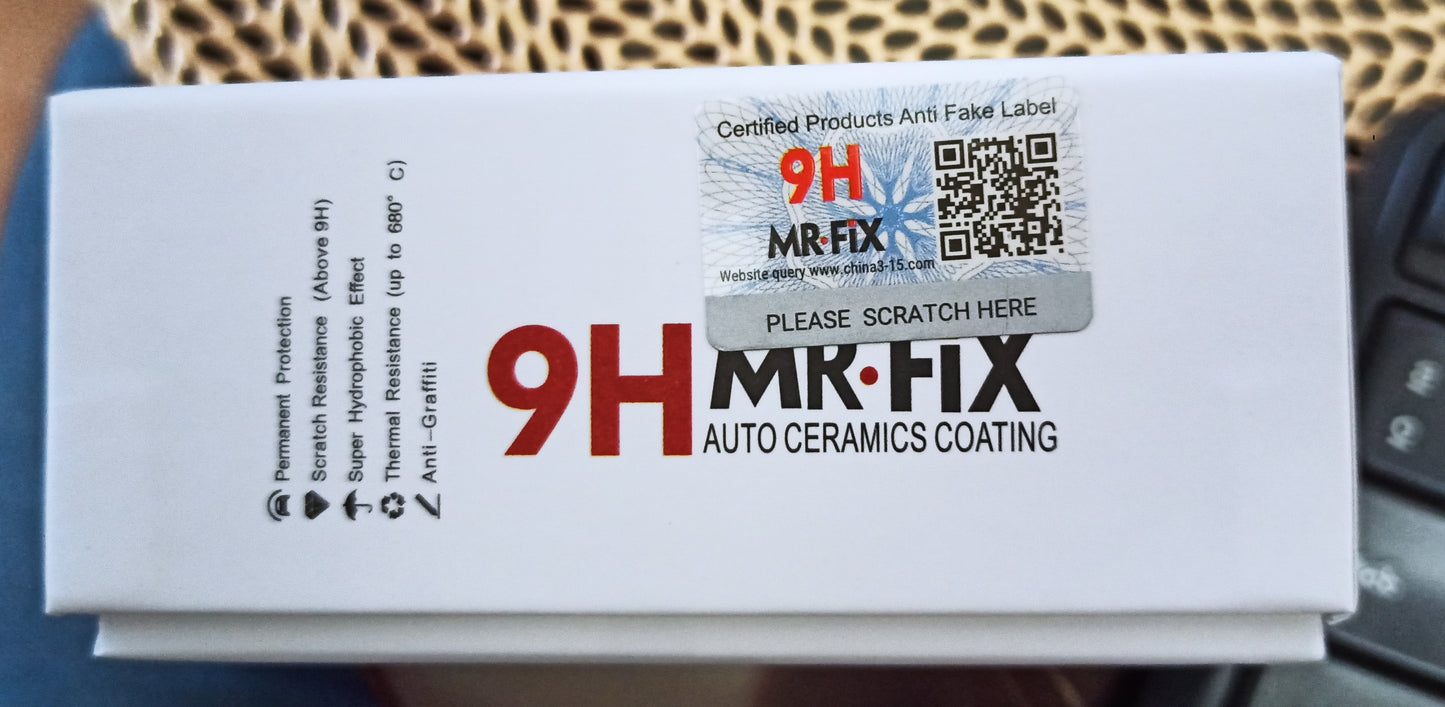 Certified Products Anti Fake Label
9H
MR·FiX
Website query www.china3-15.com
PLEASE SCRATCH HERE
9H MR·FiX
AUTO CERAMICS COATING
Permanent Protection
Scratch Resistance (Above 9H)
Super Hydrophobic Effect
Thermal Resistance (up to 680° C)
Anti-Graffiti